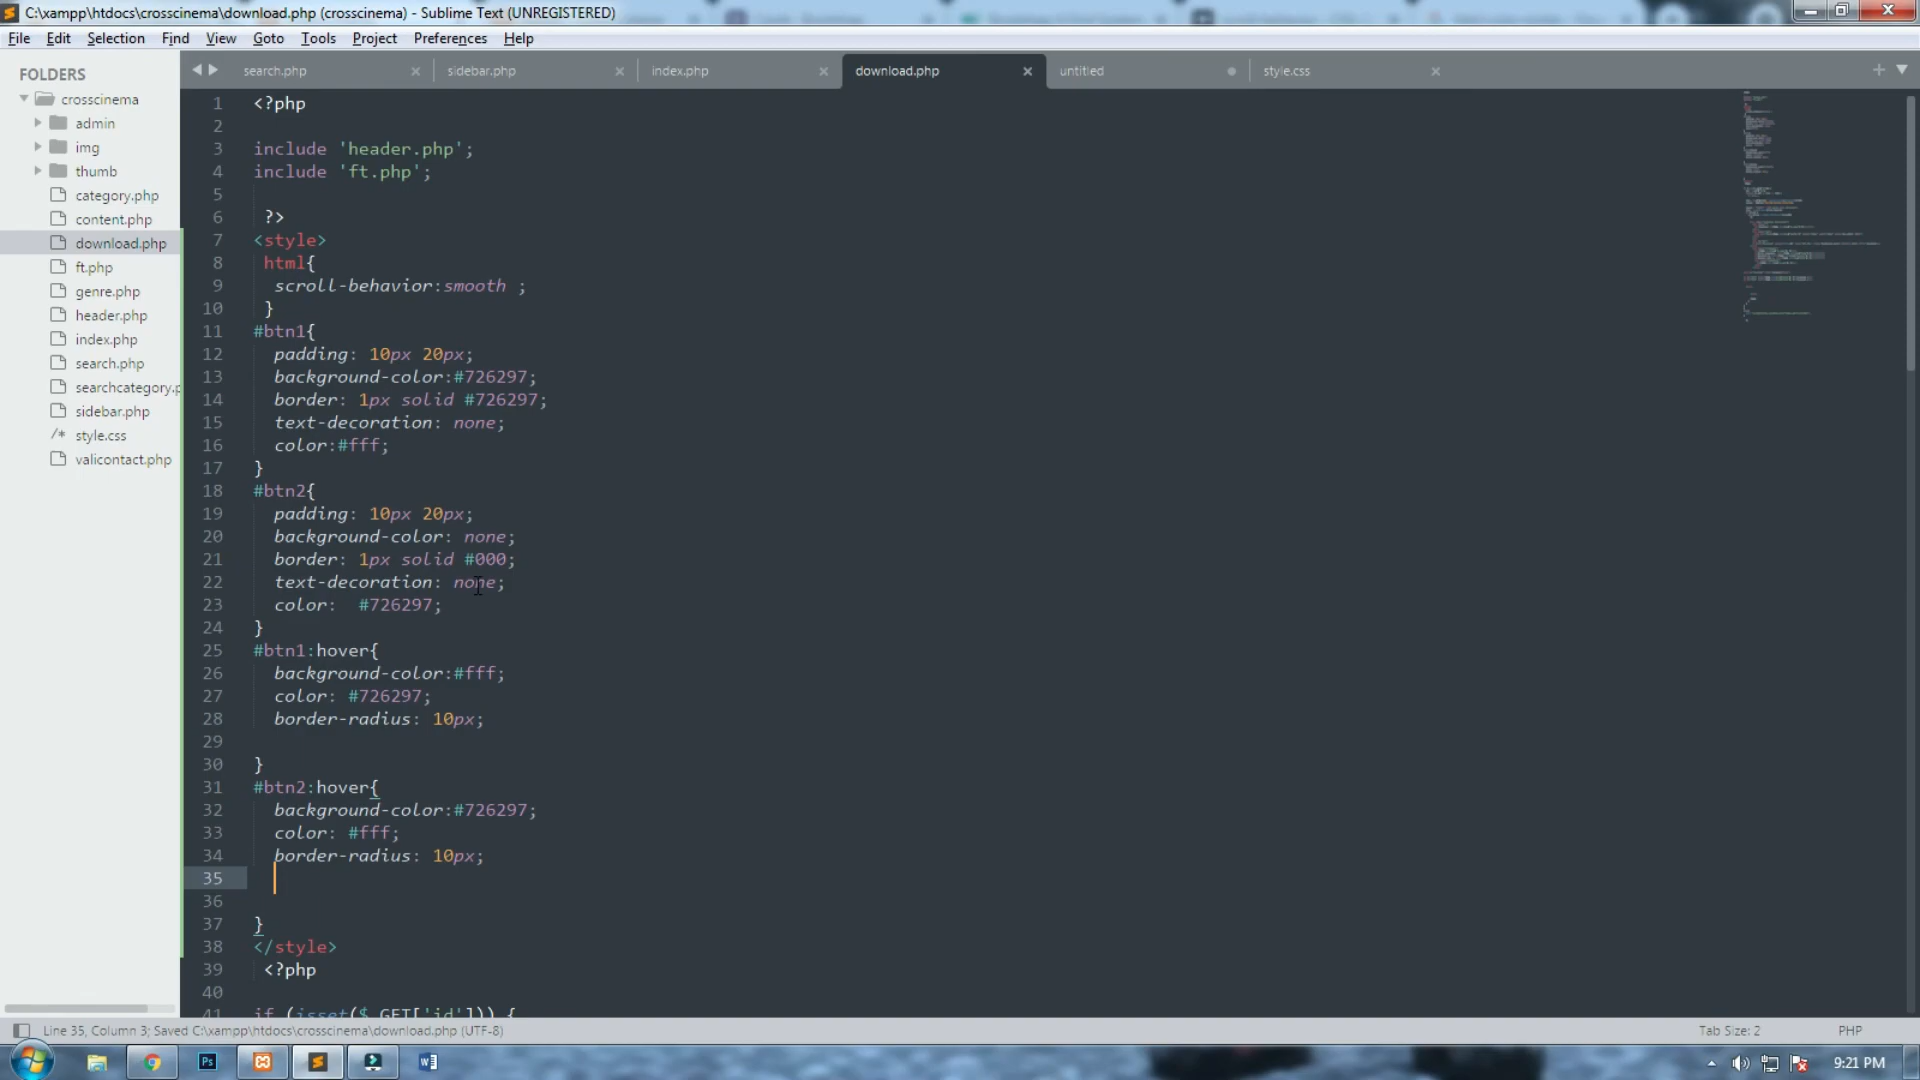 C:\xampp\htdocs\crosscinema\download.php (crosscinema) - Sublime Text (UNREGISTERED)
File Edit Selection Find View Goto Tools Project Preferences Help
FOLDERS
crosscinema
admin
img
thumb
category.php
content.php
download.php
ft.php
genre.php
header.php
index.php
search.php
searchcategory.p
sidebar.php
/* style.css
valicontact.php
search.php × sidebar.php × index.php × download.php × untitled style.css ×
1 <?php
2
3 include 'header.php';
4 include 'ft.php';
5
6 ?>
7 <style>
8 html{
9 scroll-behavior:smooth ;
10 }
11 #btn1{
12 padding: 10px 20px;
13 background-color:#726297;
14 border: 1px solid #726297;
15 text-decoration: none;
16 color:#fff;
17 }
18 #btn2{
19 padding: 10px 20px;
20 background-color: none;
21 border: 1px solid #000;
22 text-decoration: none;
23 color:  #726297;
24 }
25 #btn1:hover{
26 background-color:#fff;
27 color: #726297;
28 border-radius: 10px;
29
30 }
31 #btn2:hover{
32 background-color:#726297;
33 color: #fff;
34 border-radius: 10px;
35
36
37 }
38 </style>
39 <?php
40
41 if (isset($_GET['id'])) {
Line 35, Column 3; Saved C:\xampp\htdocs\crosscinema\download.php (UTF-8) Tab Size: 2 PHP
Ps
9:21 PM